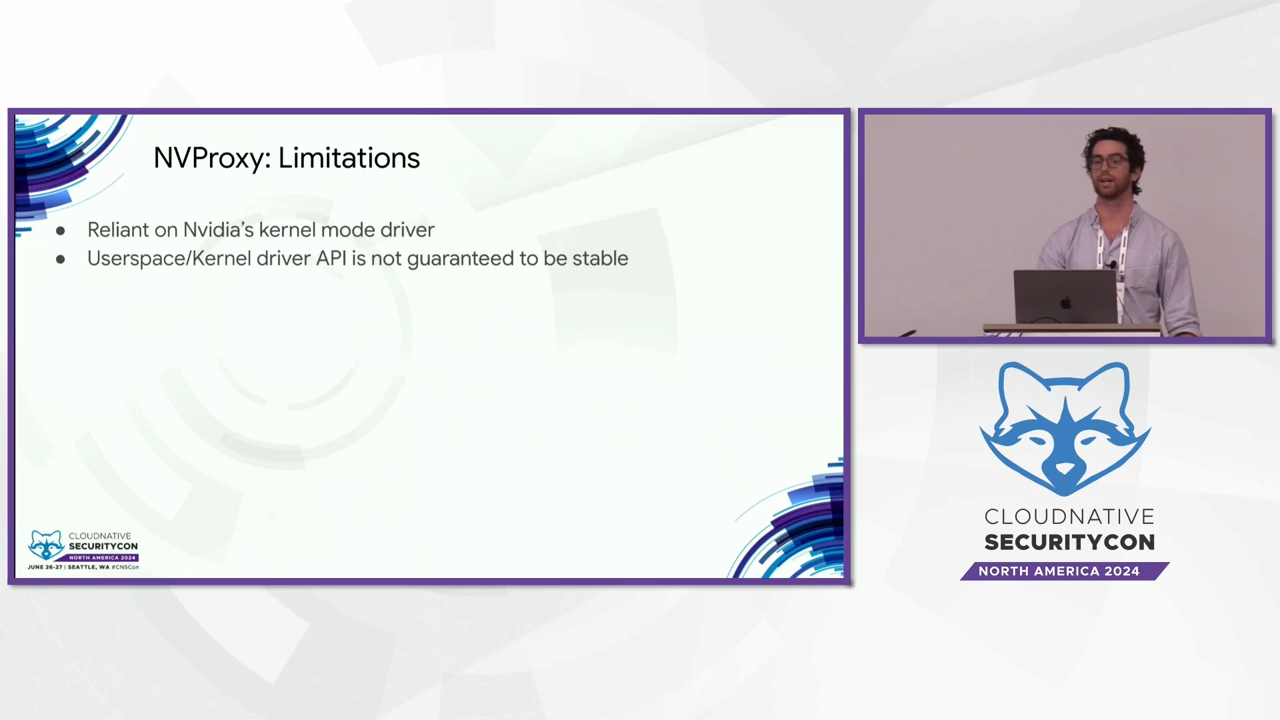 NVProxy: Limitations
● Reliant on Nvidia's kernel mode driver
● Userspace/Kernel driver API is not guaranteed to be stable
CLOUDNATIVE
SECURITYCON
NORTH AMERICA 2024
JUNE 26-27 | SEATTLE, WA #CNSCon
CLOUDNATIVE
SECURITYCON
NORTH AMERICA 2024